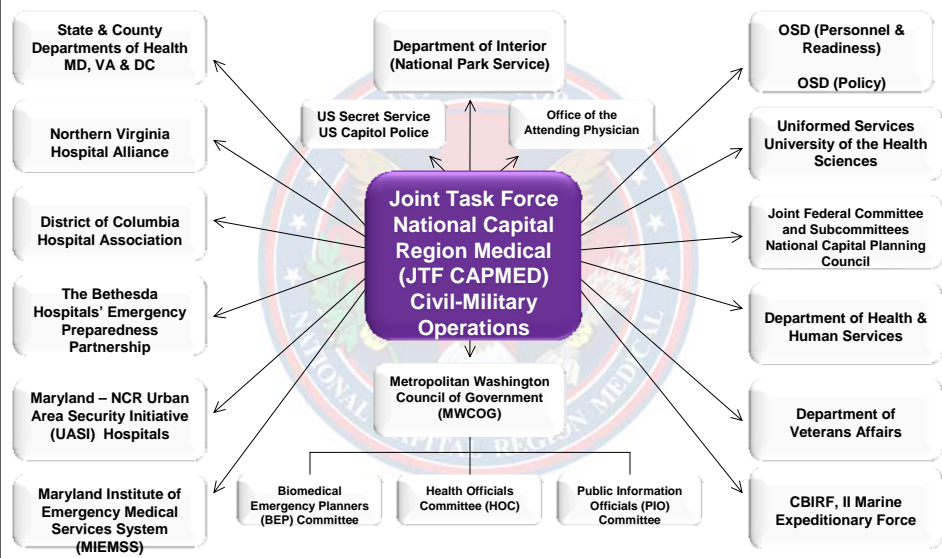 State & County
Departments of Health
MD, VA & DC
Department of Interior
(National Park Service)
OSD (Personnel &
Readiness)
OSD (Policy)
US Secret Service
US Capitol Police
Office of the
Attending Physician
Northern Virginia
Hospital Alliance
Uniformed Services
University of the Health
Sciences
District of Columbia
Hospital Association
Joint Task Force
National Capital
Region Medical
(JTF CAPMED)
Civil-Military
Operations
Joint Federal Committee
and Subcommittees
National Capital Planning
Council
The Bethesda
Hospitals' Emergency
Preparedness
Partnership
Department of Health &
Human Services
Maryland – NCR Urban
Area Security Initiative
(UASI) Hospitals
Metropolitan Washington
Council of Government
(MWCOG)
Department of
Veterans Affairs
Maryland Institute of
Emergency Medical
Services System
(MIEMSS)
Biomedical
Emergency Planners
(BEP) Committee
Health Officials
Committee (HOC)
Public Information
Officials (PIO)
Committee
CBIRF, II Marine
Expeditionary Force
NATIONAL CAPITAL REGION MEDICAL